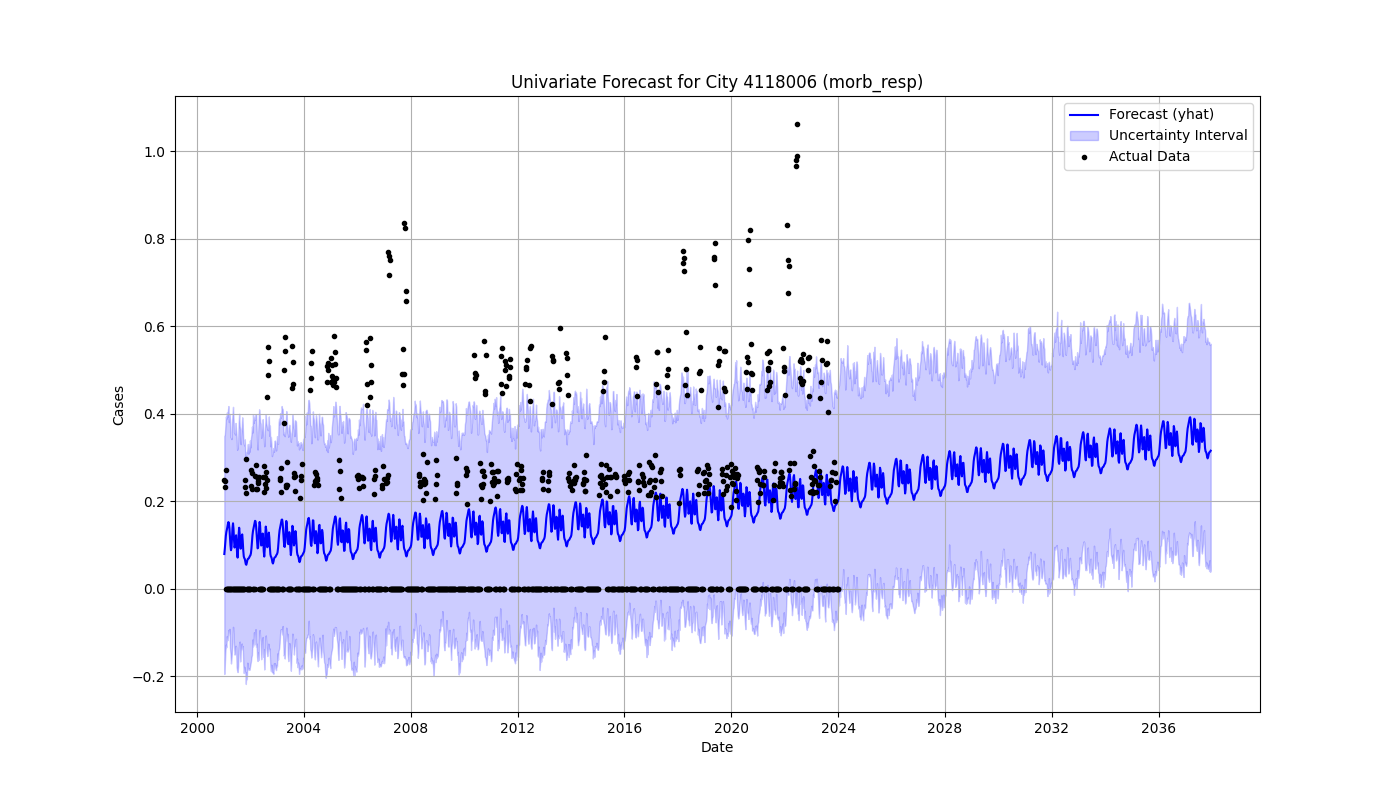 Univariate Forecast for City 4118006 (morb_resp)
Forecast (yhat)
Uncertainty Interval
Actual Data
1.0
0.8
0.6
0.4
0.2
0.0
−0.2
Cases
2000 2004 2008 2012 2016 2020 2024 2028 2032 2036
Date